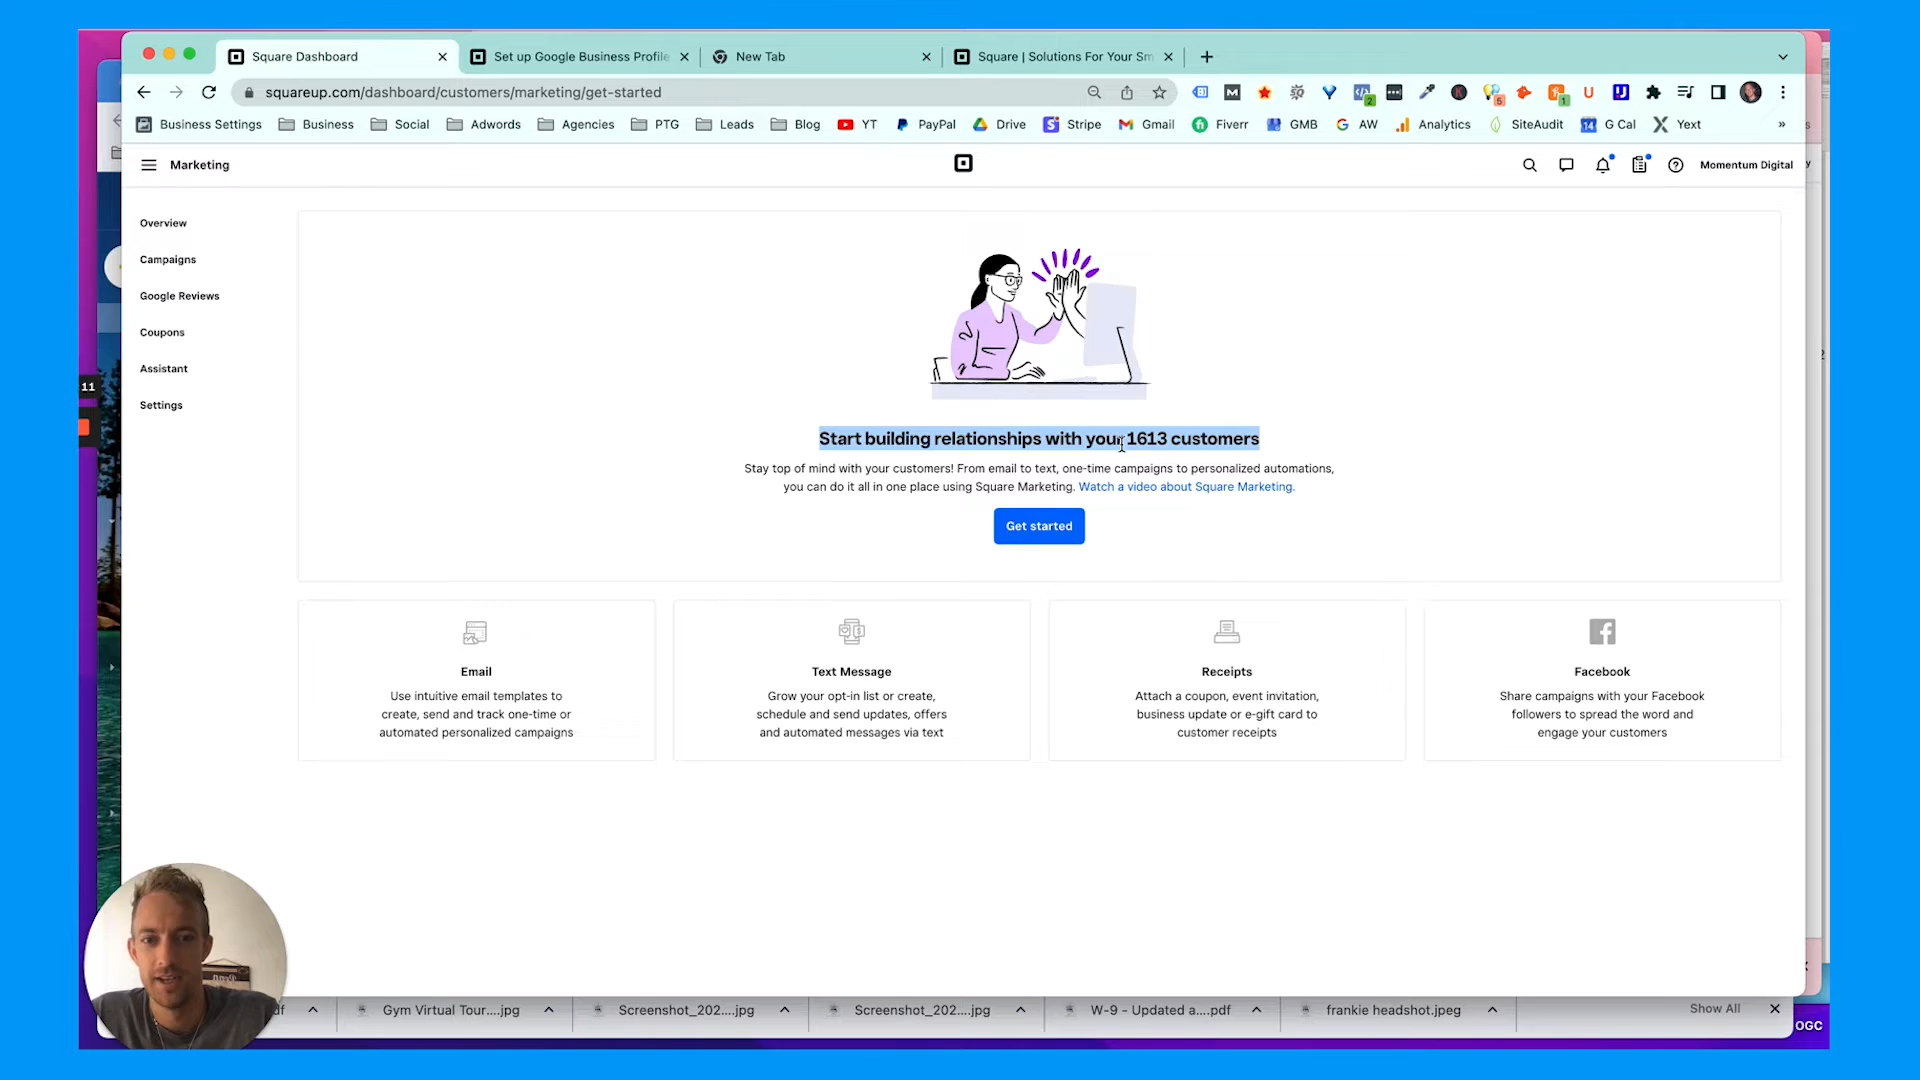 Square Dashboard
Set up Google Business Profile
New Tab
Square | Solutions For Your Sm
squareup.com/dashboard/customers/marketing/get-started
2
5
1
Business Settings
Business
Social
Adwords
Agencies
PTG
Leads
Blog
YT
PayPal
Drive
Stripe
Gmail
Fiverr
GMB
AW
Analytics
SiteAudit
14
G Cal
Yext
»
Marketing
Momentum Digital
Overview
Campaigns
Google Reviews
Coupons
Assistant
Settings
11
Start building relationships with your 1613 customers
Stay top of mind with your customers! From email to text, one-time campaigns to personalized automations,
you can do it all in one place using Square Marketing. Watch a video about Square Marketing.
Get started
Email
Use intuitive email templates to
create, send and track one-time or
automated personalized campaigns
Text Message
Grow your opt-in list or create,
schedule and send updates, offers
and automated messages via text
Receipts
Attach a coupon, event invitation,
business update or e-gift card to
customer receipts
Facebook
Share campaigns with your Facebook
followers to spread the word and
engage your customers
Gym Virtual Tour....jpg
Screenshot_202....jpg
Screenshot_202....jpg
W-9 - Updated a....pdf
frankie headshot.jpeg
Show All
OGC